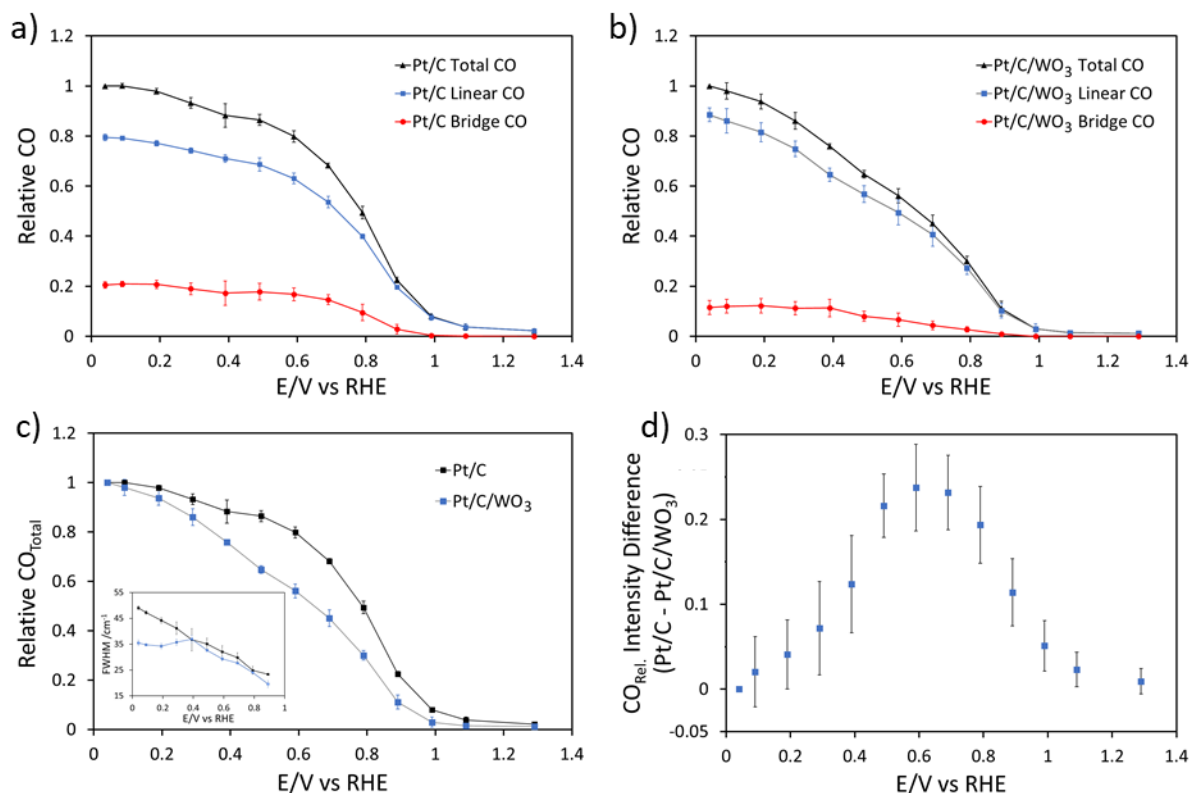 a)
1.2
1
0.8
0.6
0.4
0.2
0
Relative CO
Pt/C Total CO
Pt/C Linear CO
Pt/C Bridge CO
0 0.2 0.4 0.6 0.8 1 1.2 1.4
E/V vs RHE
b)
1.2
1
0.8
0.6
0.4
0.2
0
Relative CO
Pt/C/WO₃ Total CO
Pt/C/WO₃ Linear CO
Pt/C/WO₃ Bridge CO
0 0.2 0.4 0.6 0.8 1 1.2 1.4
E/V vs RHE
c)
1.2
1
0.8
0.6
0.4
0.2
0
Relative CO_Total
Pt/C
Pt/C/WO₃
55
45
35
25
15
FWHM /cm⁻¹
0 0.2 0.4 0.6 0.8 1
E/V vs RHE
0 0.2 0.4 0.6 0.8 1 1.2 1.4
E/V vs RHE
d)
0.3
0.2
0.1
0
-0.05
CO_Rel. Intensity Difference
(Pt/C - Pt/C/WO₃)
0 0.2 0.4 0.6 0.8 1 1.2 1.4
E/V vs RHE